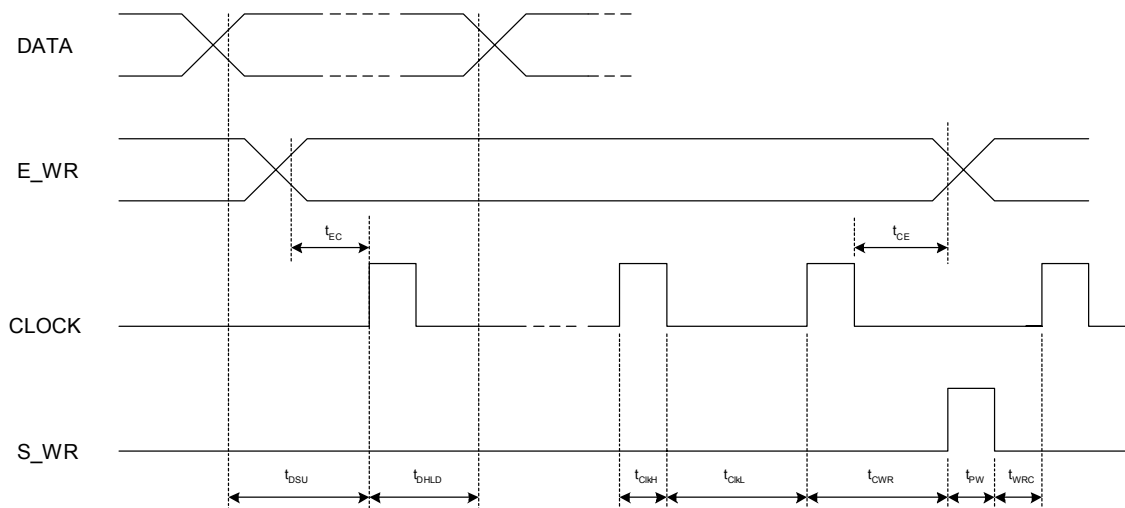 DATA
E_WR
tEC
tCE
CLOCK
S_WR
tDSU
tDHLD
tClkH
tClkL
tCWR
tPW
tWRC